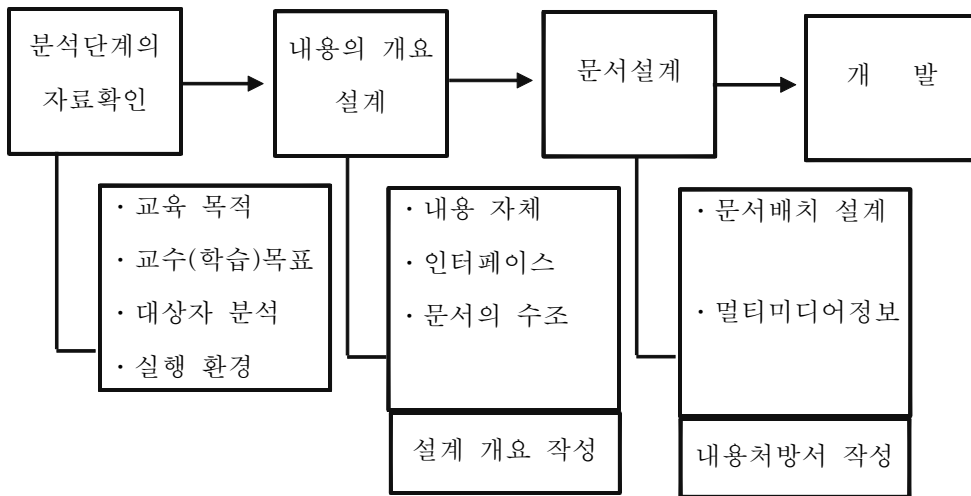 분석단계의
자료확인
내용의 개요
설계
문서설계
개 발
· 교육 목적
· 교수(학습)목표
· 대상자 분석
· 실행 환경
· 내용 자체
· 인터페이스
· 문서의 수조
설계 개요 작성
· 문서배치 설계
· 멀티미디어정보
내용처방서 작성